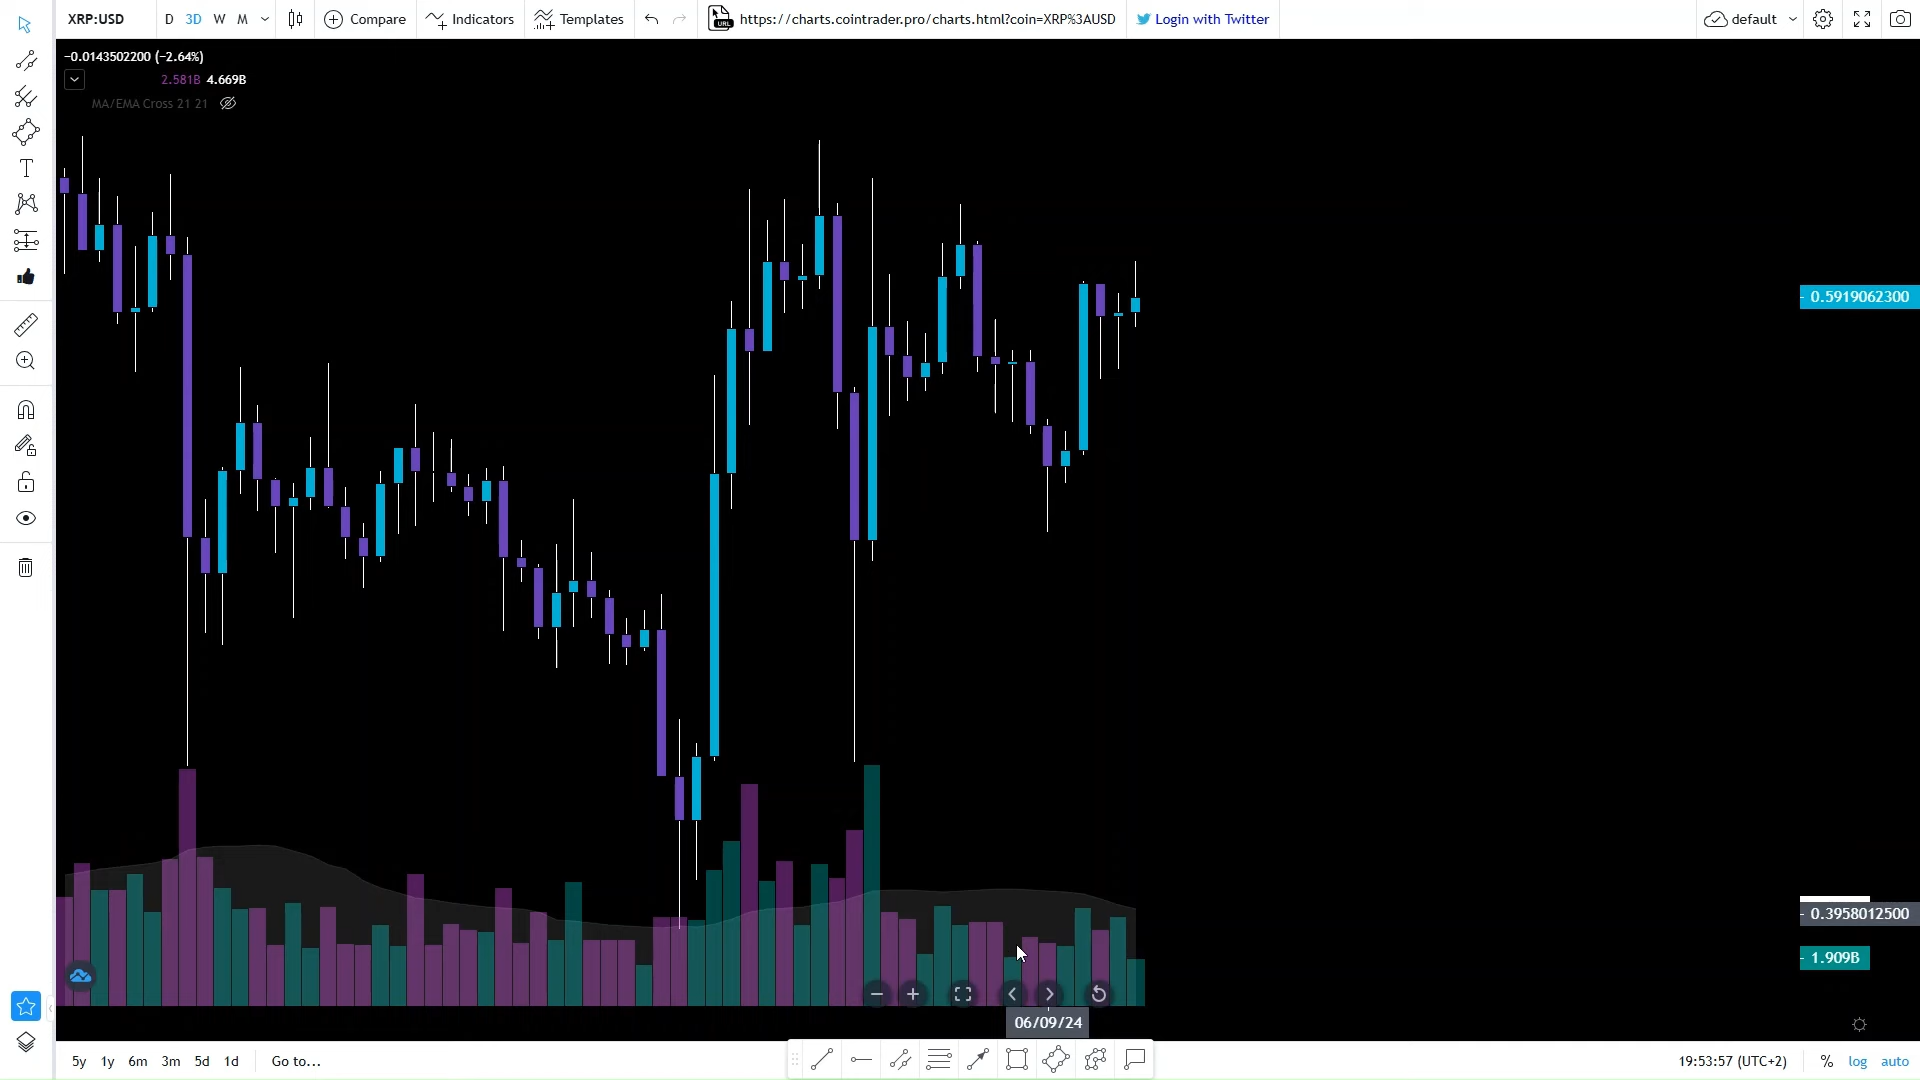 XRP:USD D 3D W M Compare Indicators Templates URL https://charts.cointrader.pro/charts.html?coin=XRP%3AUSD Login with Twitter default
−0.0143502200 (−2.64%)
2.581B 4.669B
MA/EMA Cross 21 21
T
0.5919062300
0.3958012500
1.909B
06/09/24
5y 1y 6m 3m 5d 1d Go to... 19:53:57 (UTC+2) % log auto